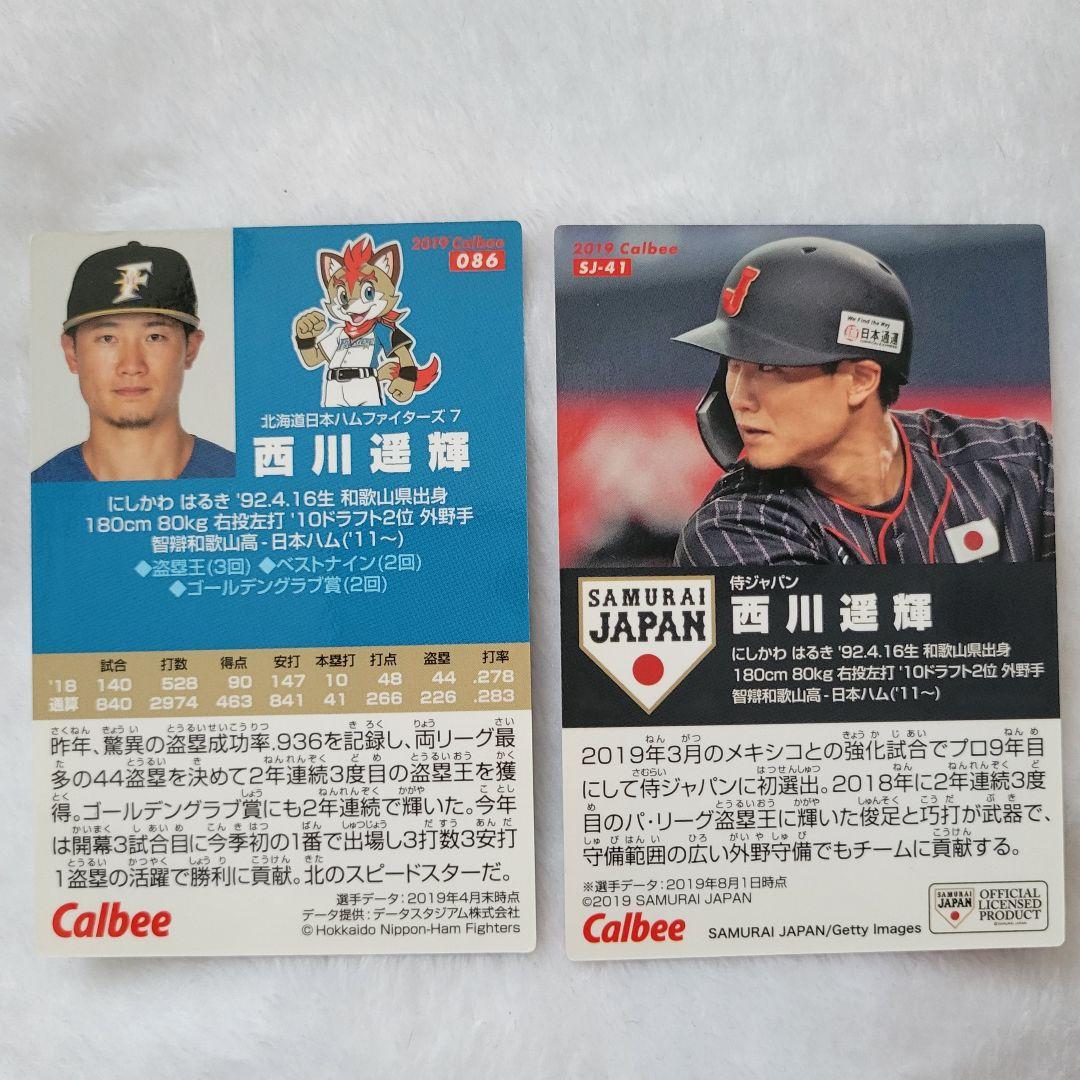 2019 Calbee
086
北海道日本ハムファイターズ 7
西川遥輝
にしかわ はるき '92.4.16生 和歌山県出身
180cm 80kg 右投左打 '10ドラフト2位 外野手
智辯和歌山高-日本ハム('11〜)
◆盗塁王(3回) ◆ベストナイン(2回)
◆ゴールデングラブ賞(2回)
試合 打数 得点 安打 本塁打 打点 盗塁 打率
'18 140 528 90 147 10 48 44 .278
通算 840 2974 463 841 41 266 226 .283
昨年、驚異の盗塁成功率.936を記録し、両リーグ最
多の44盗塁を決めて2年連続3度目の盗塁王を獲
得。ゴールデングラブ賞にも2年連続で輝いた。今年
は開幕3試合目に今季初の1番で出場し3打数3安打
1盗塁の活躍で勝利に貢献。北のスピードスターだ。
選手データ:2019年4月末時点
データ提供:データスタジアム株式会社
© Hokkaido Nippon-Ham Fighters
Calbee
2019 Calbee
SJ-41
J
We Find the Way
日本通運
SAMURAI
JAPAN
侍ジャパン
西川遥輝
にしかわ はるき '92.4.16生 和歌山県出身
180cm 80kg 右投左打 '10ドラフト2位 外野手
智辯和歌山高-日本ハム('11〜)
2019年3月のメキシコとの強化試合でプロ9年目
にして侍ジャパンに初選出。2018年に2年連続3度
目のパ・リーグ盗塁王に輝いた俊足と巧打が武器で、
守備範囲の広い外野守備でもチームに貢献する。
※選手データ:2019年8月1日時点
©2019 SAMURAI JAPAN
Calbee
SAMURAI JAPAN/Getty Images
SAMURAI
JAPAN
OFFICIAL
LICENSED
PRODUCT